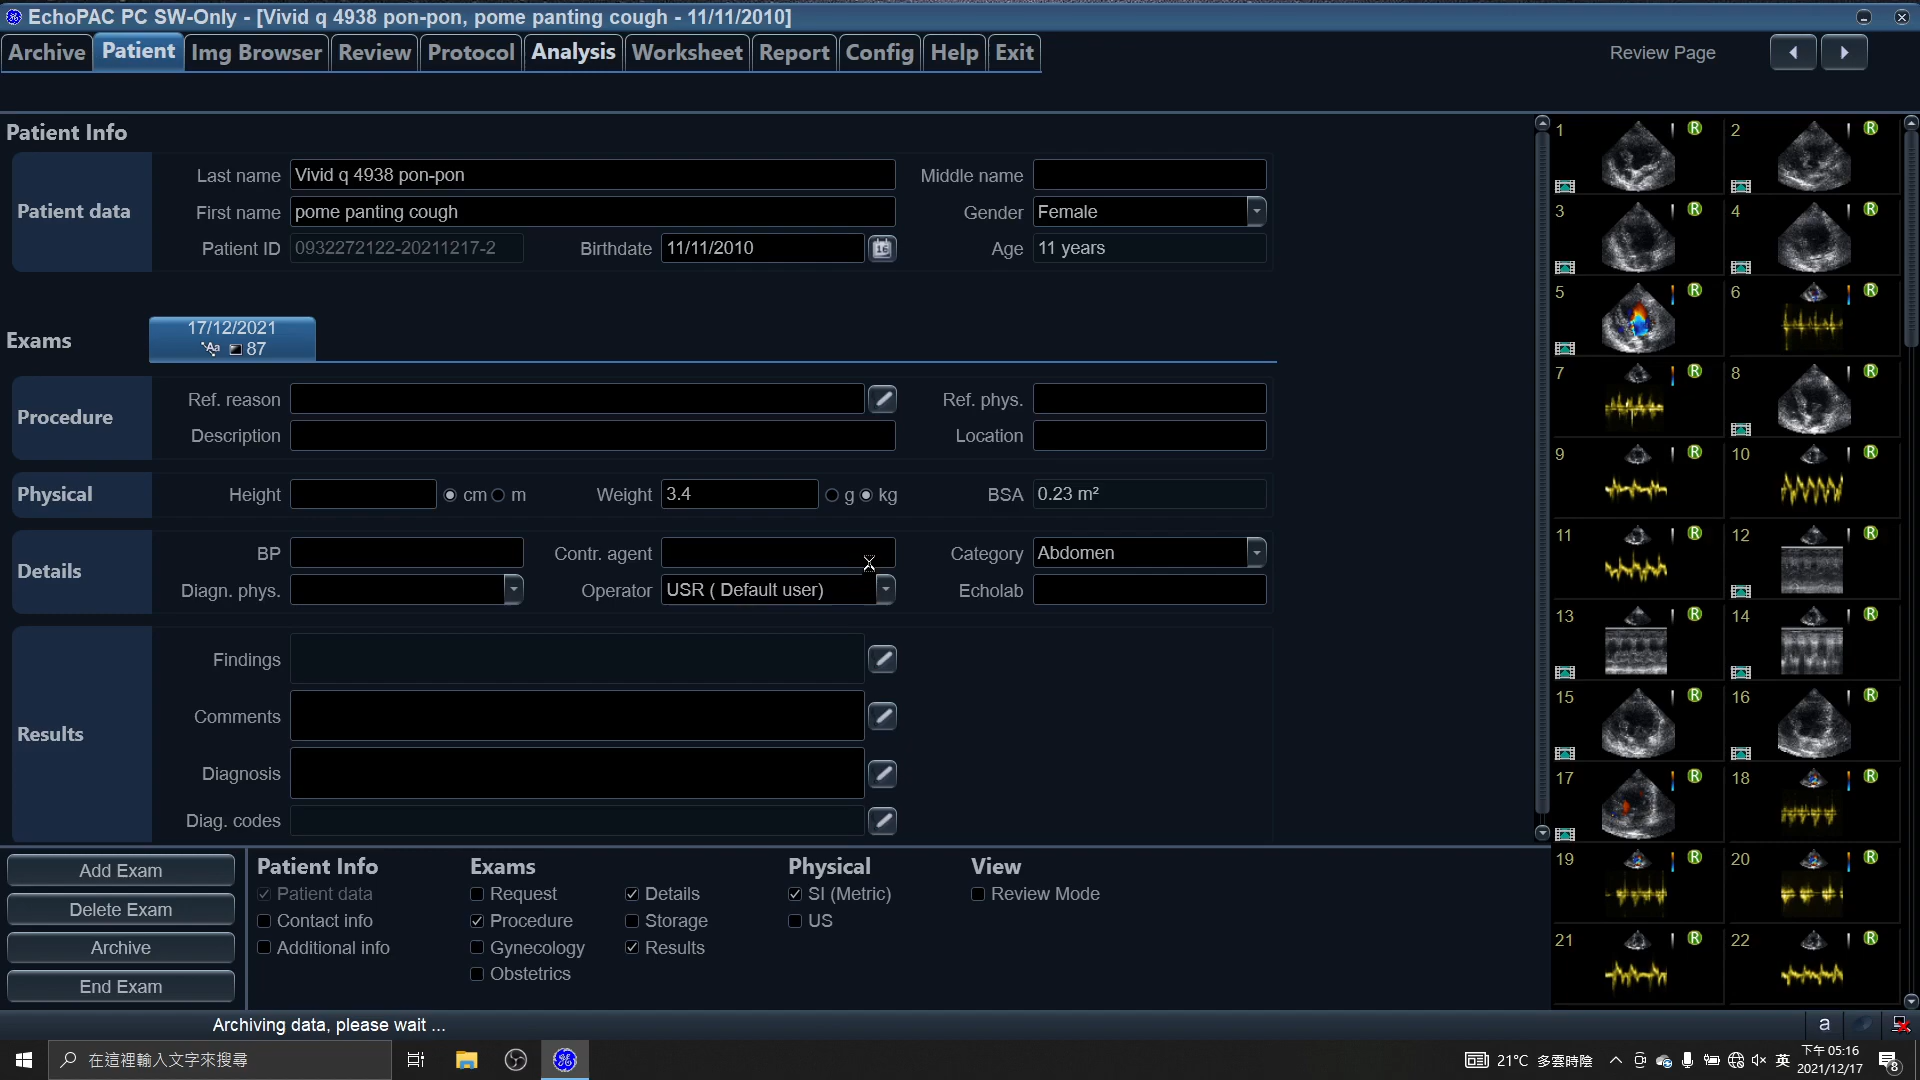 EchoPAC PC SW-Only - [Vivid q 4938 pon-pon, pome panting cough - 11/11/2010]
Archive Patient Img Browser Review Protocol Analysis Worksheet Report Config Help Exit Review Page
Patient Info
Patient data
Last name Vivid q 4938 pon-pon Middle name
First name pome panting cough Gender Female
Patient ID 0932272122-20211217-2 Birthdate 11/11/2010 16 Age 11 years
Exams
17/12/2021
Aa 87
Procedure
Ref. reason Ref. phys.
Description Location
Physical Height cm m Weight 3.4 g kg BSA 0.23 m²
Details
BP Contr. agent Category Abdomen
Diagn. phys. Operator USR ( Default user) Echolab
Results
Findings
Comments
Diagnosis
Diag. codes
1 R 2 R
3 R 4 R
5 R 6 R
7 R 8 R
9 R 10 R
11 R 12 R
13 R 14 R
15 R 16 R
17 R 18 R
19 R 20 R
21 R 22 R
Add Exam
Delete Exam
Archive
End Exam
Patient Info Exams Physical View
Patient data Request Details SI (Metric) Review Mode
Contact info Procedure Storage US
Additional info Gynecology Results
Obstetrics
Archiving data, please wait ... a
在這裡輸入文字來搜尋 21°C 多雲時陰 英 下午 05:16
2021/12/17 8